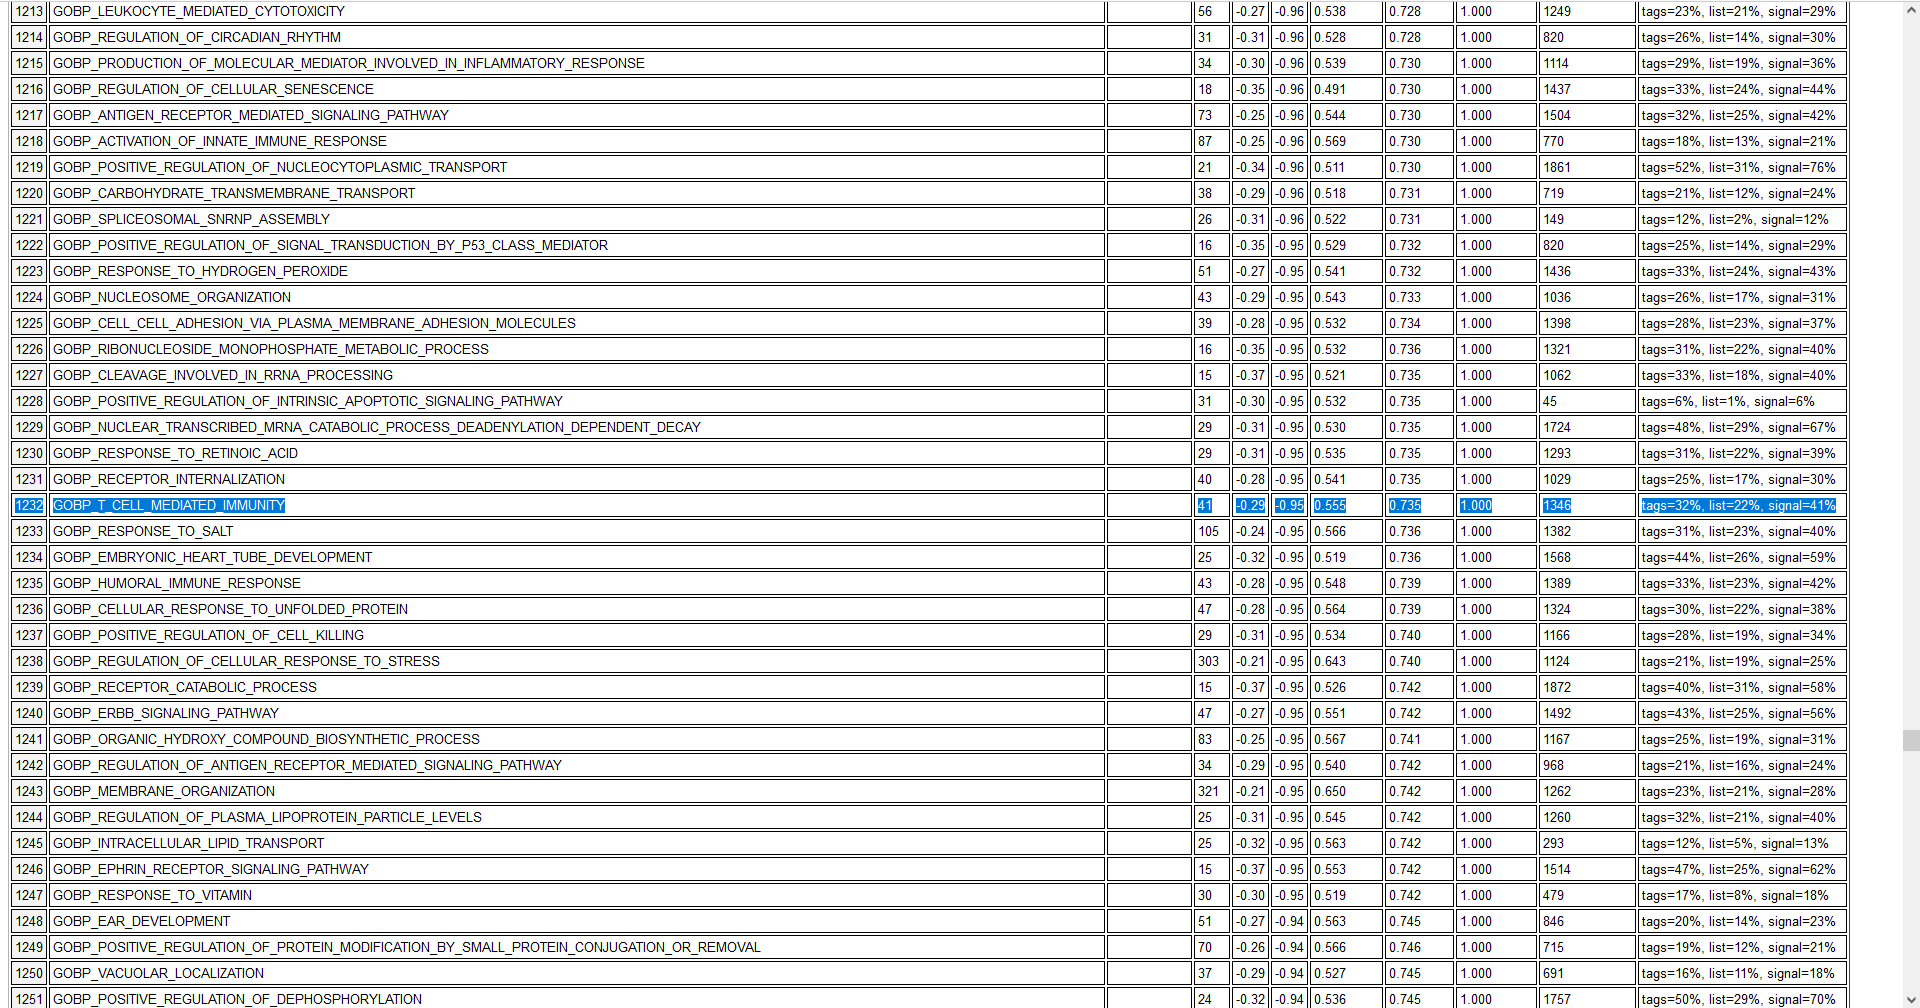 1213 GOBP_LEUKOCYTE_MEDIATED_CYTOTOXICITY 56 -0.27 -0.96 0.538 0.728 1.000 1249 tags=23%, list=21%, signal=29%
1214 GOBP_REGULATION_OF_CIRCADIAN_RHYTHM 31 -0.31 -0.96 0.528 0.728 1.000 820 tags=26%, list=14%, signal=30%
1215 GOBP_PRODUCTION_OF_MOLECULAR_MEDIATOR_INVOLVED_IN_INFLAMMATORY_RESPONSE 34 -0.30 -0.96 0.539 0.730 1.000 1114 tags=29%, list=19%, signal=36%
1216 GOBP_REGULATION_OF_CELLULAR_SENESCENCE 18 -0.35 -0.96 0.491 0.730 1.000 1437 tags=33%, list=24%, signal=44%
1217 GOBP_ANTIGEN_RECEPTOR_MEDIATED_SIGNALING_PATHWAY 73 -0.25 -0.96 0.544 0.730 1.000 1504 tags=32%, list=25%, signal=42%
1218 GOBP_ACTIVATION_OF_INNATE_IMMUNE_RESPONSE 87 -0.25 -0.96 0.569 0.730 1.000 770 tags=18%, list=13%, signal=21%
1219 GOBP_POSITIVE_REGULATION_OF_NUCLEOCYTOPLASMIC_TRANSPORT 21 -0.34 -0.96 0.511 0.730 1.000 1861 tags=52%, list=31%, signal=76%
1220 GOBP_CARBOHYDRATE_TRANSMEMBRANE_TRANSPORT 38 -0.29 -0.96 0.518 0.731 1.000 719 tags=21%, list=12%, signal=24%
1221 GOBP_SPLICEOSOMAL_SNRNP_ASSEMBLY 26 -0.31 -0.96 0.522 0.731 1.000 149 tags=12%, list=2%, signal=12%
1222 GOBP_POSITIVE_REGULATION_OF_SIGNAL_TRANSDUCTION_BY_P53_CLASS_MEDIATOR 16 -0.35 -0.95 0.529 0.732 1.000 820 tags=25%, list=14%, signal=29%
1223 GOBP_RESPONSE_TO_HYDROGEN_PEROXIDE 51 -0.27 -0.95 0.541 0.732 1.000 1436 tags=33%, list=24%, signal=43%
1224 GOBP_NUCLEOSOME_ORGANIZATION 43 -0.29 -0.95 0.543 0.733 1.000 1036 tags=26%, list=17%, signal=31%
1225 GOBP_CELL_CELL_ADHESION_VIA_PLASMA_MEMBRANE_ADHESION_MOLECULES 39 -0.28 -0.95 0.532 0.734 1.000 1398 tags=28%, list=23%, signal=37%
1226 GOBP_RIBONUCLEOSIDE_MONOPHOSPHATE_METABOLIC_PROCESS 16 -0.35 -0.95 0.532 0.736 1.000 1321 tags=31%, list=22%, signal=40%
1227 GOBP_CLEAVAGE_INVOLVED_IN_RRNA_PROCESSING 15 -0.37 -0.95 0.521 0.735 1.000 1062 tags=33%, list=18%, signal=40%
1228 GOBP_POSITIVE_REGULATION_OF_INTRINSIC_APOPTOTIC_SIGNALING_PATHWAY 31 -0.30 -0.95 0.532 0.735 1.000 45 tags=6%, list=1%, signal=6%
1229 GOBP_NUCLEAR_TRANSCRIBED_MRNA_CATABOLIC_PROCESS_DEADENYLATION_DEPENDENT_DECAY 29 -0.31 -0.95 0.530 0.735 1.000 1724 tags=48%, list=29%, signal=67%
1230 GOBP_RESPONSE_TO_RETINOIC_ACID 29 -0.31 -0.95 0.535 0.735 1.000 1293 tags=31%, list=22%, signal=39%
1231 GOBP_RECEPTOR_INTERNALIZATION 40 -0.28 -0.95 0.541 0.735 1.000 1029 tags=25%, list=17%, signal=30%
1232 GOBP_T_CELL_MEDIATED_IMMUNITY 41 -0.29 -0.95 0.555 0.735 1.000 1346 tags=32%, list=22%, signal=41%
1233 GOBP_RESPONSE_TO_SALT 105 -0.24 -0.95 0.566 0.736 1.000 1382 tags=31%, list=23%, signal=40%
1234 GOBP_EMBRYONIC_HEART_TUBE_DEVELOPMENT 25 -0.32 -0.95 0.519 0.736 1.000 1568 tags=44%, list=26%, signal=59%
1235 GOBP_HUMORAL_IMMUNE_RESPONSE 43 -0.28 -0.95 0.548 0.739 1.000 1389 tags=33%, list=23%, signal=42%
1236 GOBP_CELLULAR_RESPONSE_TO_UNFOLDED_PROTEIN 47 -0.28 -0.95 0.564 0.739 1.000 1324 tags=30%, list=22%, signal=38%
1237 GOBP_POSITIVE_REGULATION_OF_CELL_KILLING 29 -0.31 -0.95 0.534 0.740 1.000 1166 tags=28%, list=19%, signal=34%
1238 GOBP_REGULATION_OF_CELLULAR_RESPONSE_TO_STRESS 303 -0.21 -0.95 0.643 0.740 1.000 1124 tags=21%, list=19%, signal=25%
1239 GOBP_RECEPTOR_CATABOLIC_PROCESS 15 -0.37 -0.95 0.526 0.742 1.000 1872 tags=40%, list=31%, signal=58%
1240 GOBP_ERBB_SIGNALING_PATHWAY 47 -0.27 -0.95 0.551 0.742 1.000 1492 tags=43%, list=25%, signal=56%
1241 GOBP_ORGANIC_HYDROXY_COMPOUND_BIOSYNTHETIC_PROCESS 83 -0.25 -0.95 0.567 0.741 1.000 1167 tags=25%, list=19%, signal=31%
1242 GOBP_REGULATION_OF_ANTIGEN_RECEPTOR_MEDIATED_SIGNALING_PATHWAY 34 -0.29 -0.95 0.540 0.742 1.000 968 tags=21%, list=16%, signal=24%
1243 GOBP_MEMBRANE_ORGANIZATION 321 -0.21 -0.95 0.650 0.742 1.000 1262 tags=23%, list=21%, signal=28%
1244 GOBP_REGULATION_OF_PLASMA_LIPOPROTEIN_PARTICLE_LEVELS 25 -0.31 -0.95 0.545 0.742 1.000 1260 tags=32%, list=21%, signal=40%
1245 GOBP_INTRACELLULAR_LIPID_TRANSPORT 25 -0.32 -0.95 0.563 0.742 1.000 293 tags=12%, list=5%, signal=13%
1246 GOBP_EPHRIN_RECEPTOR_SIGNALING_PATHWAY 15 -0.37 -0.95 0.553 0.742 1.000 1514 tags=47%, list=25%, signal=62%
1247 GOBP_RESPONSE_TO_VITAMIN 30 -0.30 -0.95 0.519 0.742 1.000 479 tags=17%, list=8%, signal=18%
1248 GOBP_EAR_DEVELOPMENT 51 -0.27 -0.94 0.563 0.745 1.000 846 tags=20%, list=14%, signal=23%
1249 GOBP_POSITIVE_REGULATION_OF_PROTEIN_MODIFICATION_BY_SMALL_PROTEIN_CONJUGATION_OR_REMOVAL 70 -0.26 -0.94 0.566 0.746 1.000 715 tags=19%, list=12%, signal=21%
1250 GOBP_VACUOLAR_LOCALIZATION 37 -0.29 -0.94 0.527 0.745 1.000 691 tags=16%, list=11%, signal=18%
1251 GOBP_POSITIVE_REGULATION_OF_DEPHOSPHORYLATION 24 -0.32 -0.94 0.536 0.745 1.000 1757 tags=50%, list=29%, signal=70%